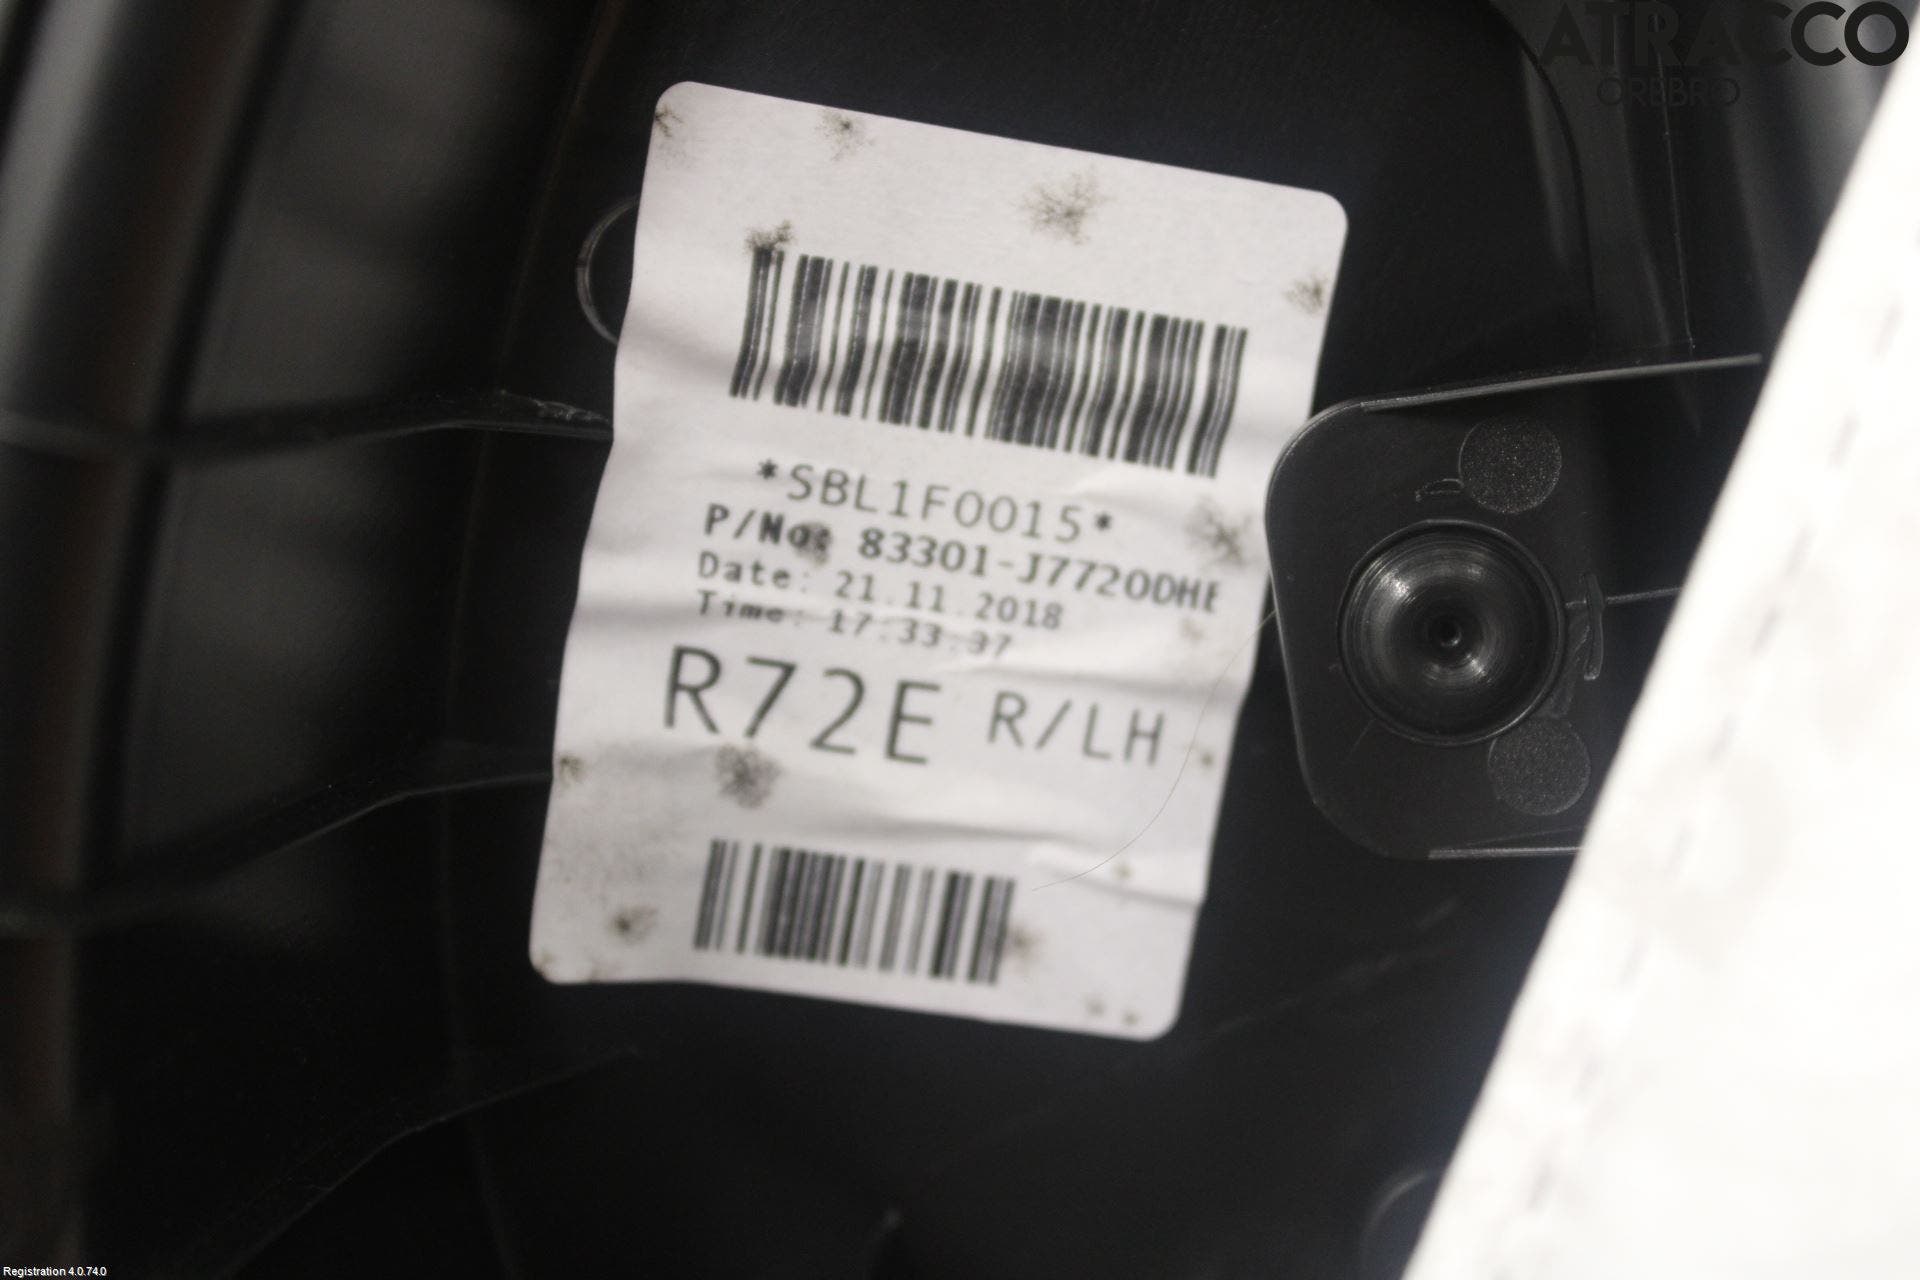 ATRACCO
ÖREBRO
*SBL1F0015*
P/No: 83301-J7720DHE
Date: 21.11.2018
Time: 17:33:37
R72E R/LH
Registration 4.0.74.0